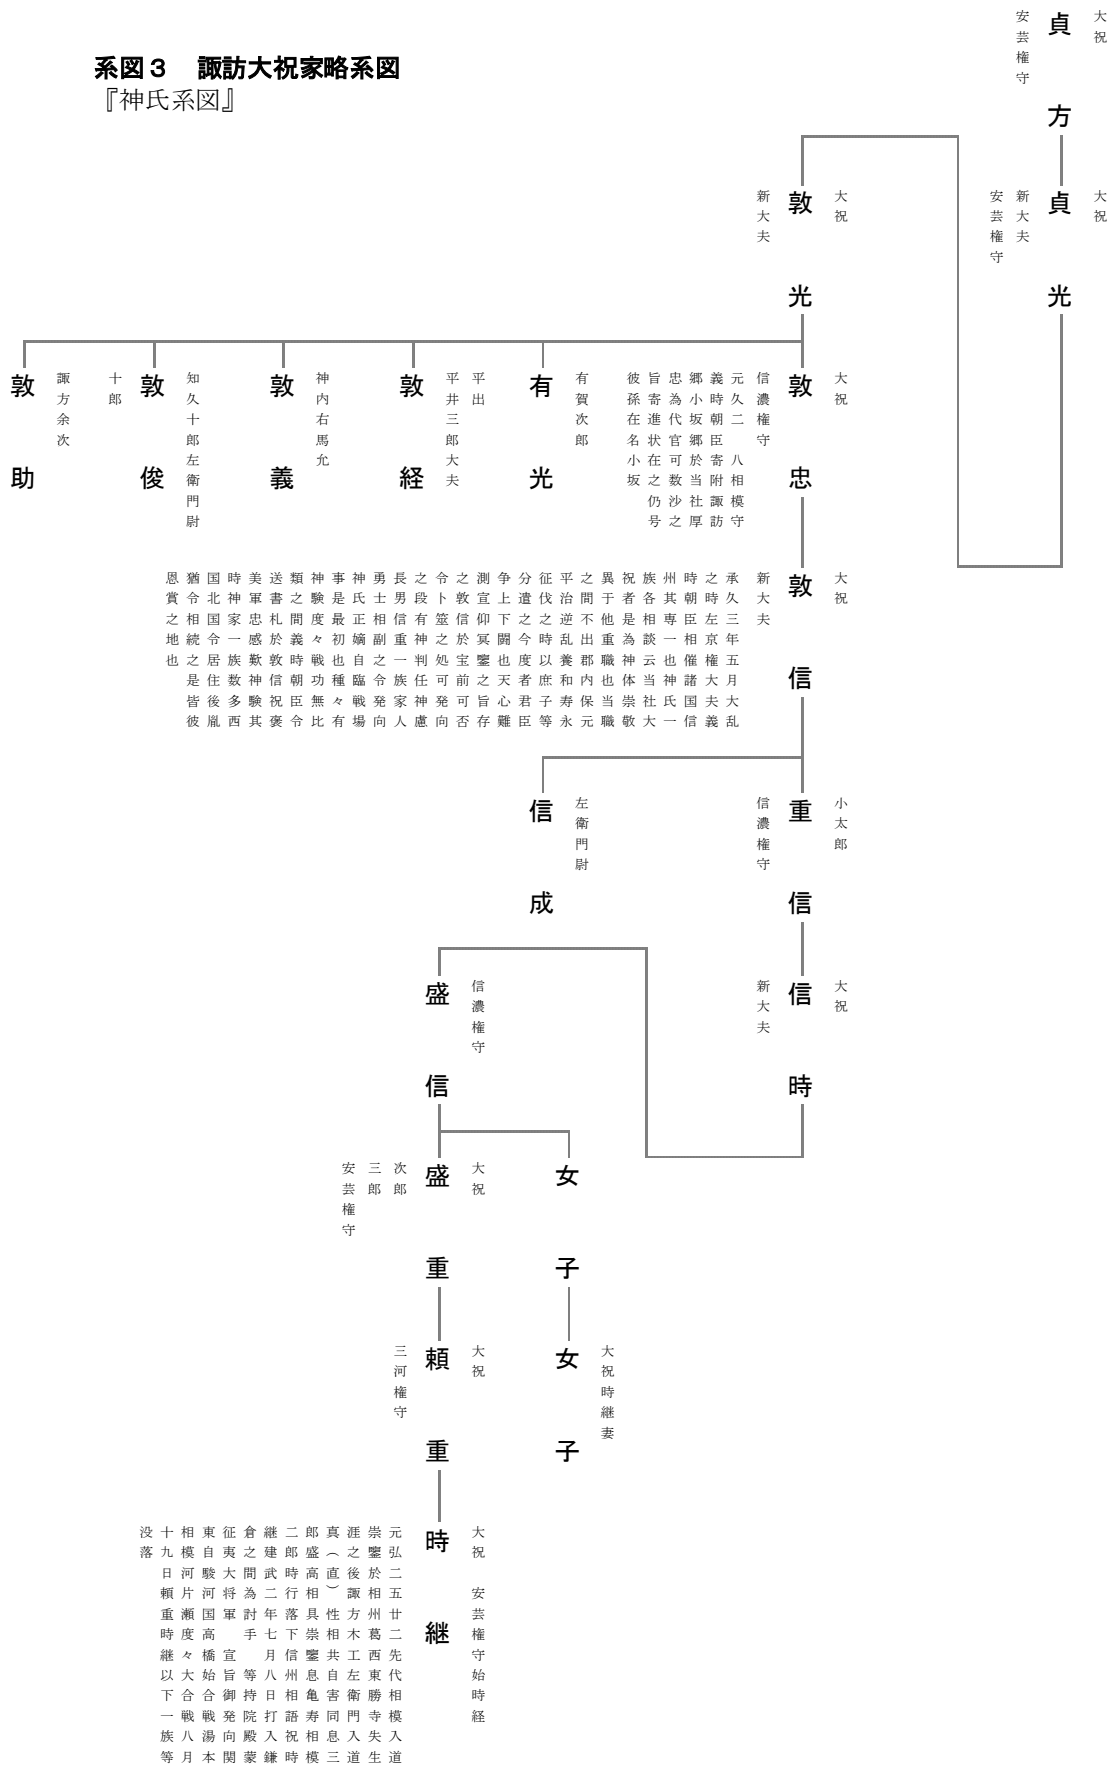 系図３　諏訪大祝家略系図
『神氏系図』
大祝
貞方
安芸権守
大祝
貞光
新大夫
安芸権守
大祝
敦光
新大夫
大祝
敦忠
信濃権守
元久二　八相模守
義時朝臣寄附諏訪
郷小坂郷於当社厚
忠為代官可数沙之
旨寄進状在之仍号
彼孫在名小坂
有賀次郎
有光
平出
平井三郎大夫
敦経
神内右馬允
敦義
知久十郎左衛門尉
敦俊
十郎
諏方余次
敦助
大祝
敦信
新大夫
承久三年五月大乱
之時左京権大夫義
時朝臣相催諸国信
州其専一也神氏一
族各相談云当社大
祝者是為神体崇敬
異于他重職也当職
之間不出郡内保元
平治逆乱養和寿永
征伐之時以庶子等
分遣之今度者君臣
争上下闘也天心難
測宣仰冥鑒之旨存
之敦信於宝前可否
令卜筮之処可発向
之段有神判任神慮
長男信重一族家人
勇士相副之令発向
神氏正嫡自臨戦場
事是最初也種々有
神験度々戦功無比
類之間義時朝臣令
送書札於敦信祝褒
美軍忠感歎神験其
時神家一族数多西
国北国令居住後胤
猶令相続之是皆彼
恩賞之地也
小太郎
重信
信濃権守
左衛門尉
信成
大祝
信時
新大夫
信濃権守
盛信
女子
大祝
盛重
次郎
三郎
安芸権守
大祝時継妻
女子
大祝
頼重
三河権守
大祝　安芸権守始時経
時継
元弘二五廿二先代相模入道
崇鑒於相州葛西東勝寺失生
涯之後諏方木工左衛門入道
真（直）性相共自害同息三
郎盛高相具崇鑒息亀寿相模
二郎時行落下信州相語祝時
継建武二年七月八日打入鎌
倉之間為討手　等持院殿蒙
征夷大将軍　宣旨御発向関
東自駿河国高橋始合戦湯本
相模河片瀬度々大合戦八月
十九日頼重時継以下一族等
没落